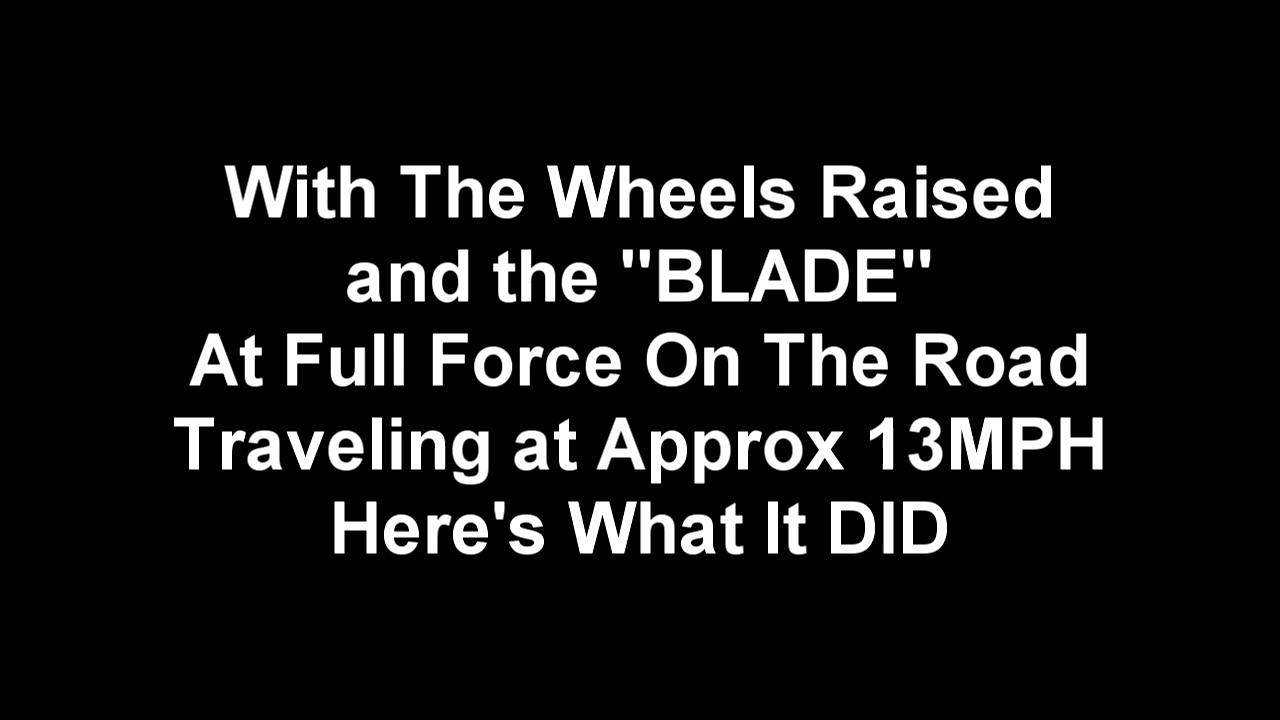 With The Wheels Raised
and the "BLADE"
At Full Force On The Road
Traveling at Approx 13MPH
Here's What It DID